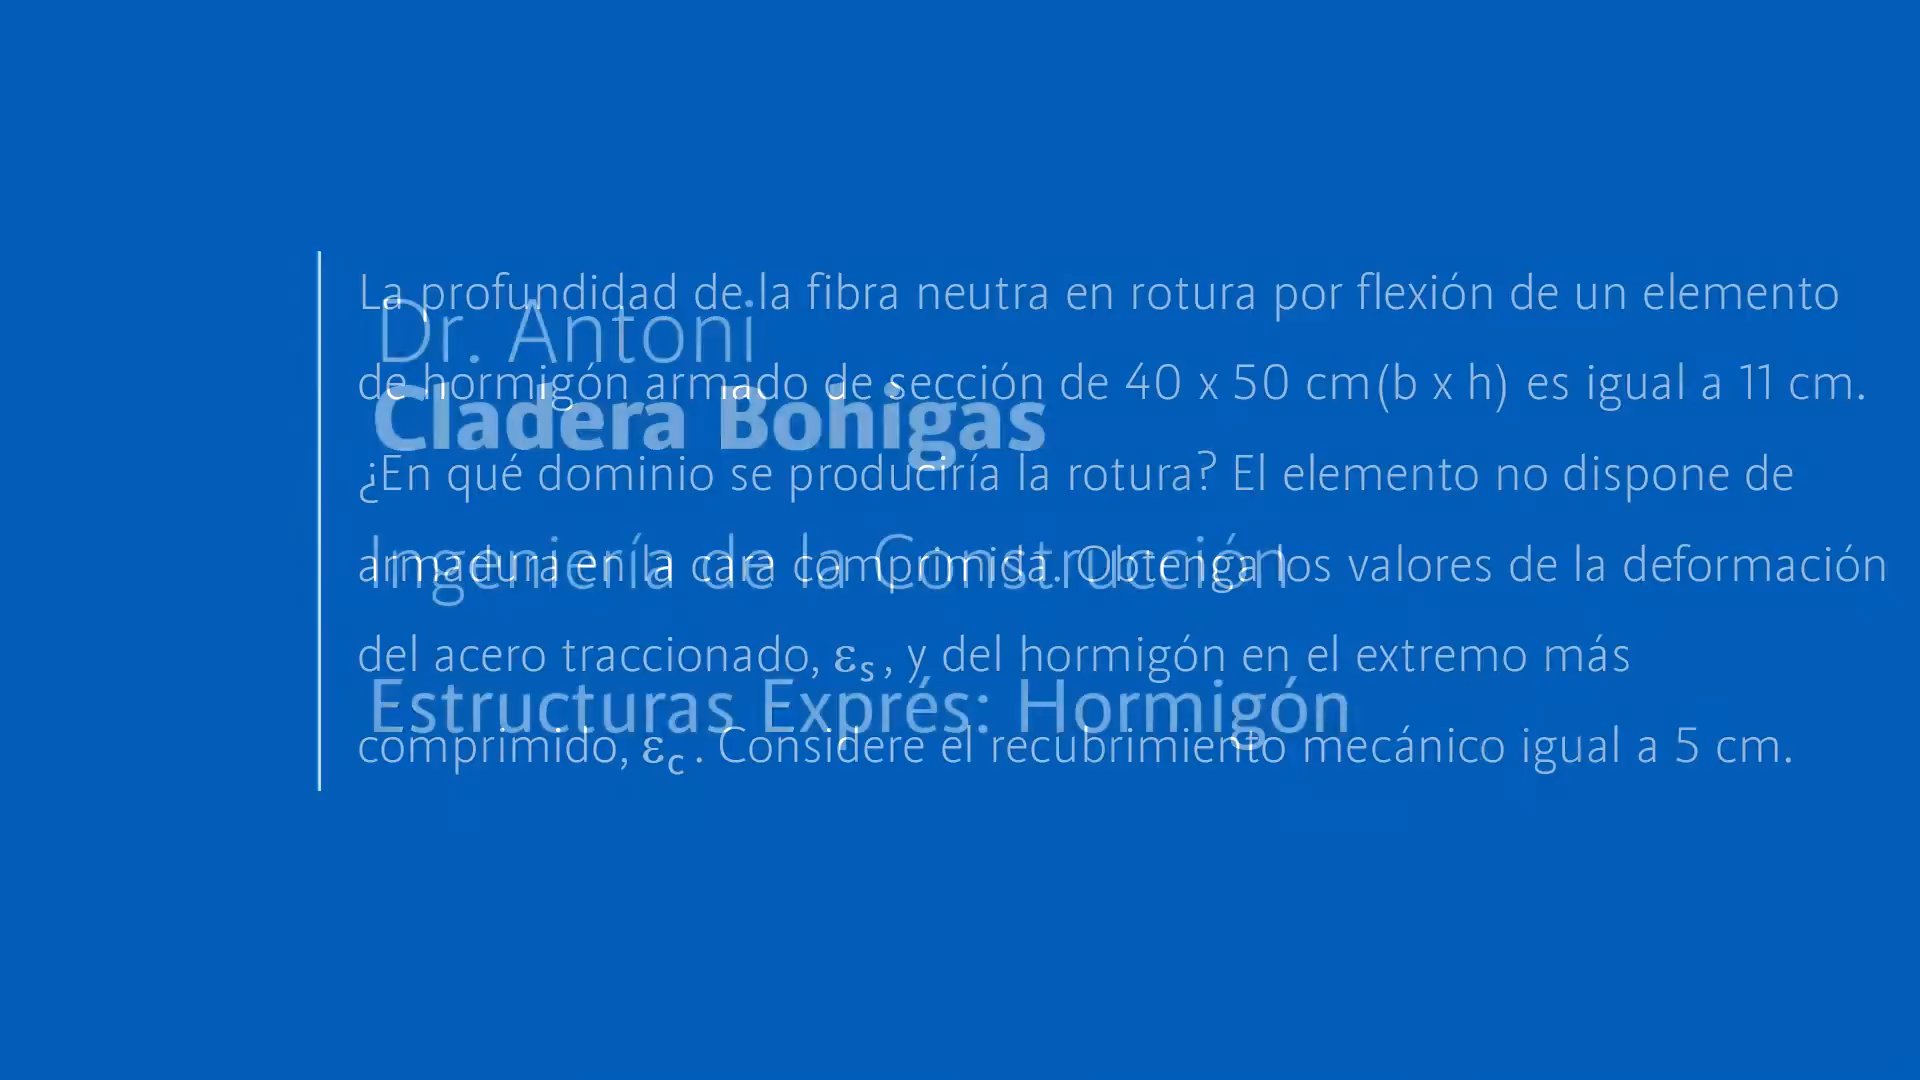 La profundidad de la fibra neutra en rotura por flexión de un elemento
de hormigón armado de sección de 40 x 50 cm(b x h) es igual a 11 cm.
¿En qué dominio se produciría la rotura? El elemento no dispone de
armadura en la cara comprimida. Obtenga los valores de la deformación
del acero traccionado, εs, y del hormigón en el extremo más
comprimido, εc. Considere el recubrimiento mecánico igual a 5 cm.
Dr. Antoni
Cladera Bohigas
Ingeniería de la Construcción
Estructuras Exprés: Hormigón